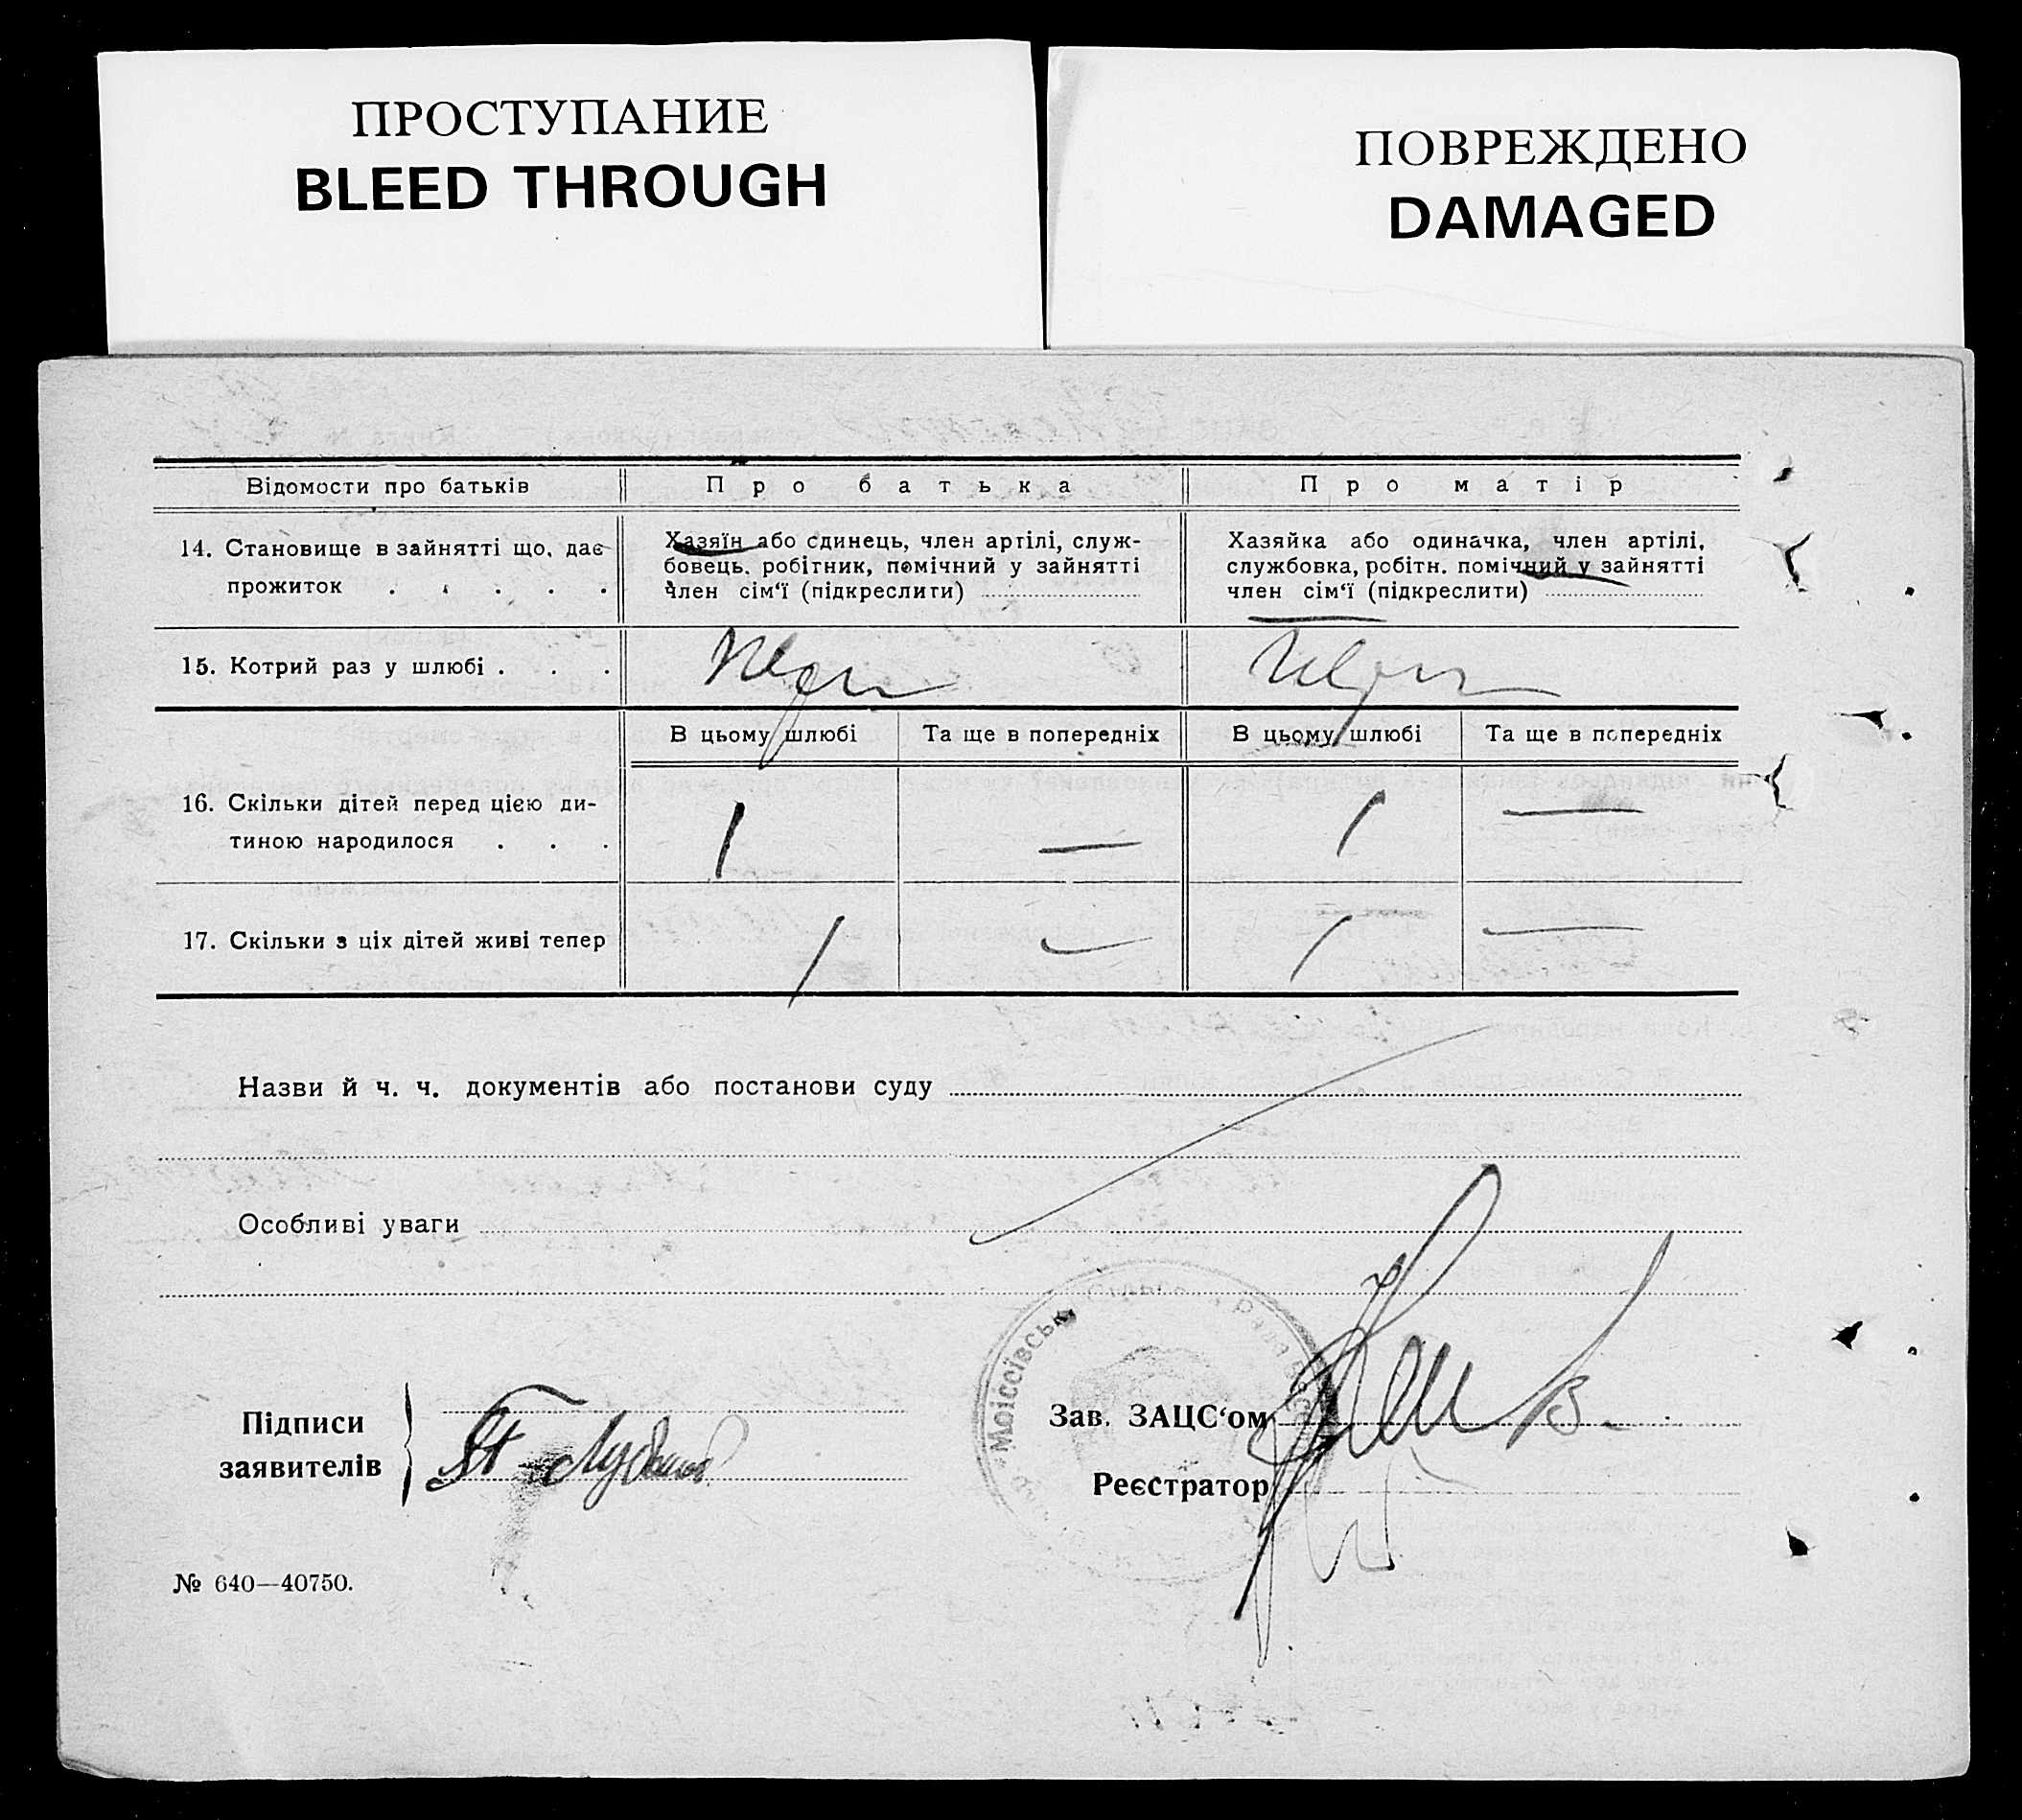 ПРОСТУПАНИЕ
BLEED THROUGH
ПОВРЕЖДЕНО
DAMAGED
Відомости про батьків Про батька Про матір
14. Становище в зайнятті що, дає прожиток . . . . .
Хазяїн або єдинець, член артілі, служ-
бовець, робітник, помічний у зайнятті
член сім‘ї (підкреслити)
Хазяйка або одиначка, член артілі,
службовка, робітн. помічний у зайнятті
член сім‘ї (підкреслити)
15. Котрий раз у шлюбі . . .
В цьому шлюбі Та ще в попередніх В цьому шлюбі Та ще в попередніх
16. Скільки дітей перед цією ди-
тиною народилося . . . 1 — 1 —
17. Скільки з ціх дітей живі тепер 1 — 1 —
Назви й ч. ч. документів або постанови суду
Особливі уваги
Моісєївська
Підписи
заявителів
Зав. ЗАЦС‘ом
Реєстратор
№ 640—40750.